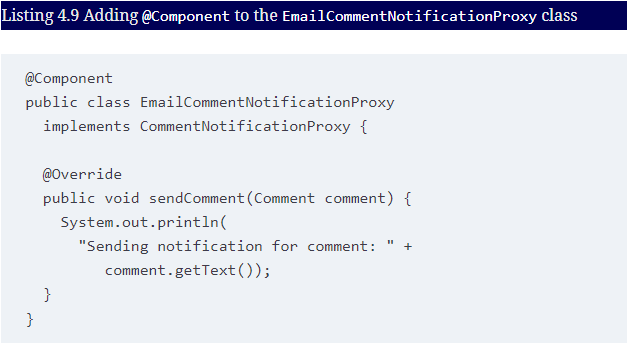 Listing 4.9 Adding @Component to the EmailCommentNotificationProxy class
@Component
public class EmailCommentNotificationProxy
implements CommentNotificationProxy {
@Override
public void sendComment(Comment comment) {
System.out.println(
"Sending notification for comment: " +
comment.getText());
}
}